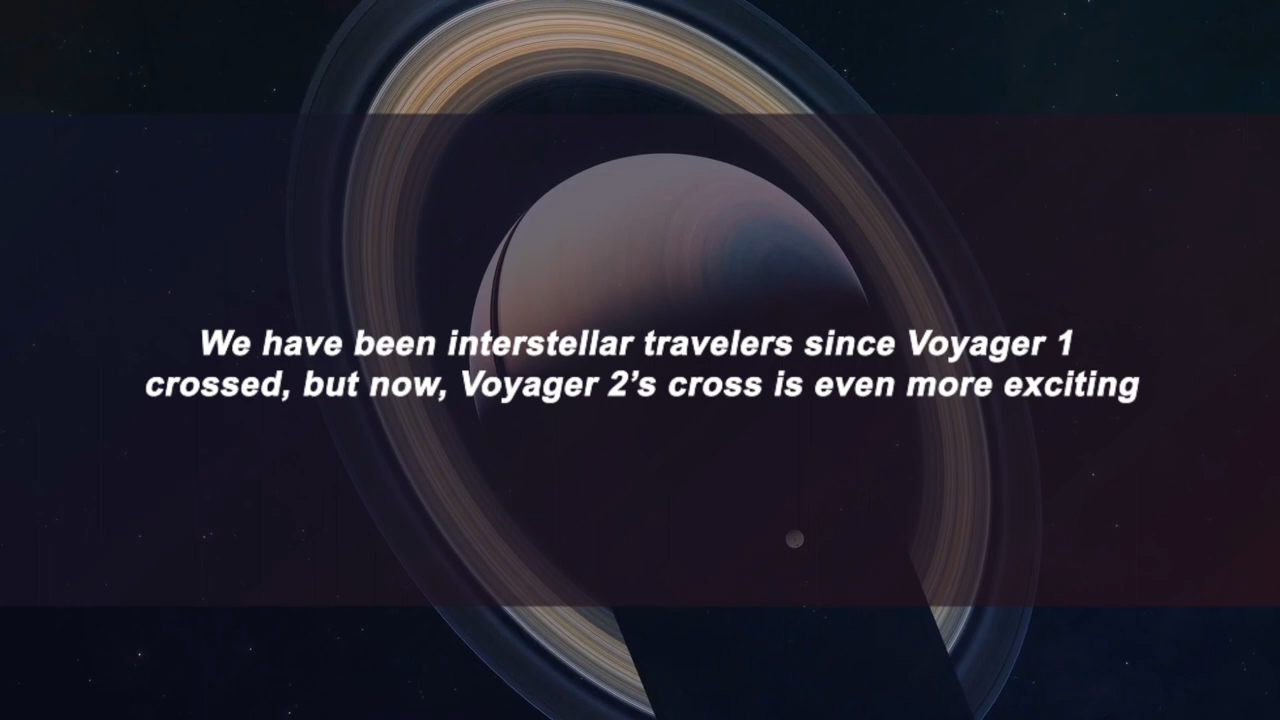 We have been interstellar travelers since Voyager 1
crossed, but now, Voyager 2’s cross is even more exciting